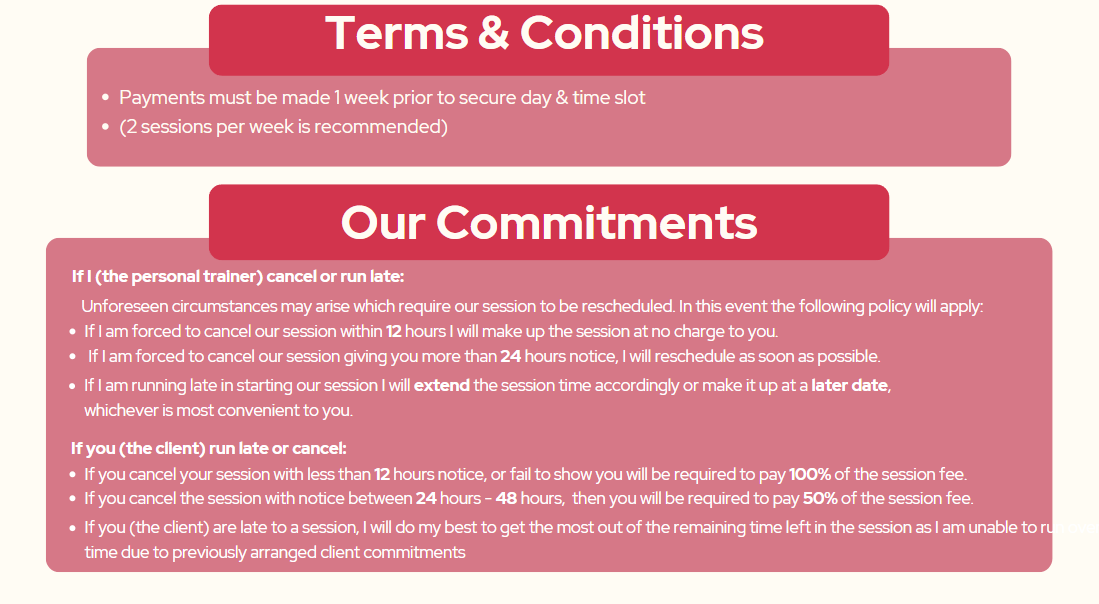 Terms & Conditions
• Payments must be made 1 week prior to secure day & time slot
• (2 sessions per week is recommended)
Our Commitments
If I (the personal trainer) cancel or run late:
Unforeseen circumstances may arise which require our session to be rescheduled. In this event the following policy will apply:
• If I am forced to cancel our session within 12 hours I will make up the session at no charge to you.
• If I am forced to cancel our session giving you more than 24 hours notice, I will reschedule as soon as possible.
• If I am running late in starting our session I will extend the session time accordingly or make it up at a later date,
whichever is most convenient to you.
If you (the client) run late or cancel:
• If you cancel your session with less than 12 hours notice, or fail to show you will be required to pay 100% of the session fee.
• If you cancel the session with notice between 24 hours - 48 hours, then you will be required to pay 50% of the session fee.
• If you (the client) are late to a session, I will do my best to get the most out of the remaining time left in the session as I am unable to
time due to previously arranged client commitments